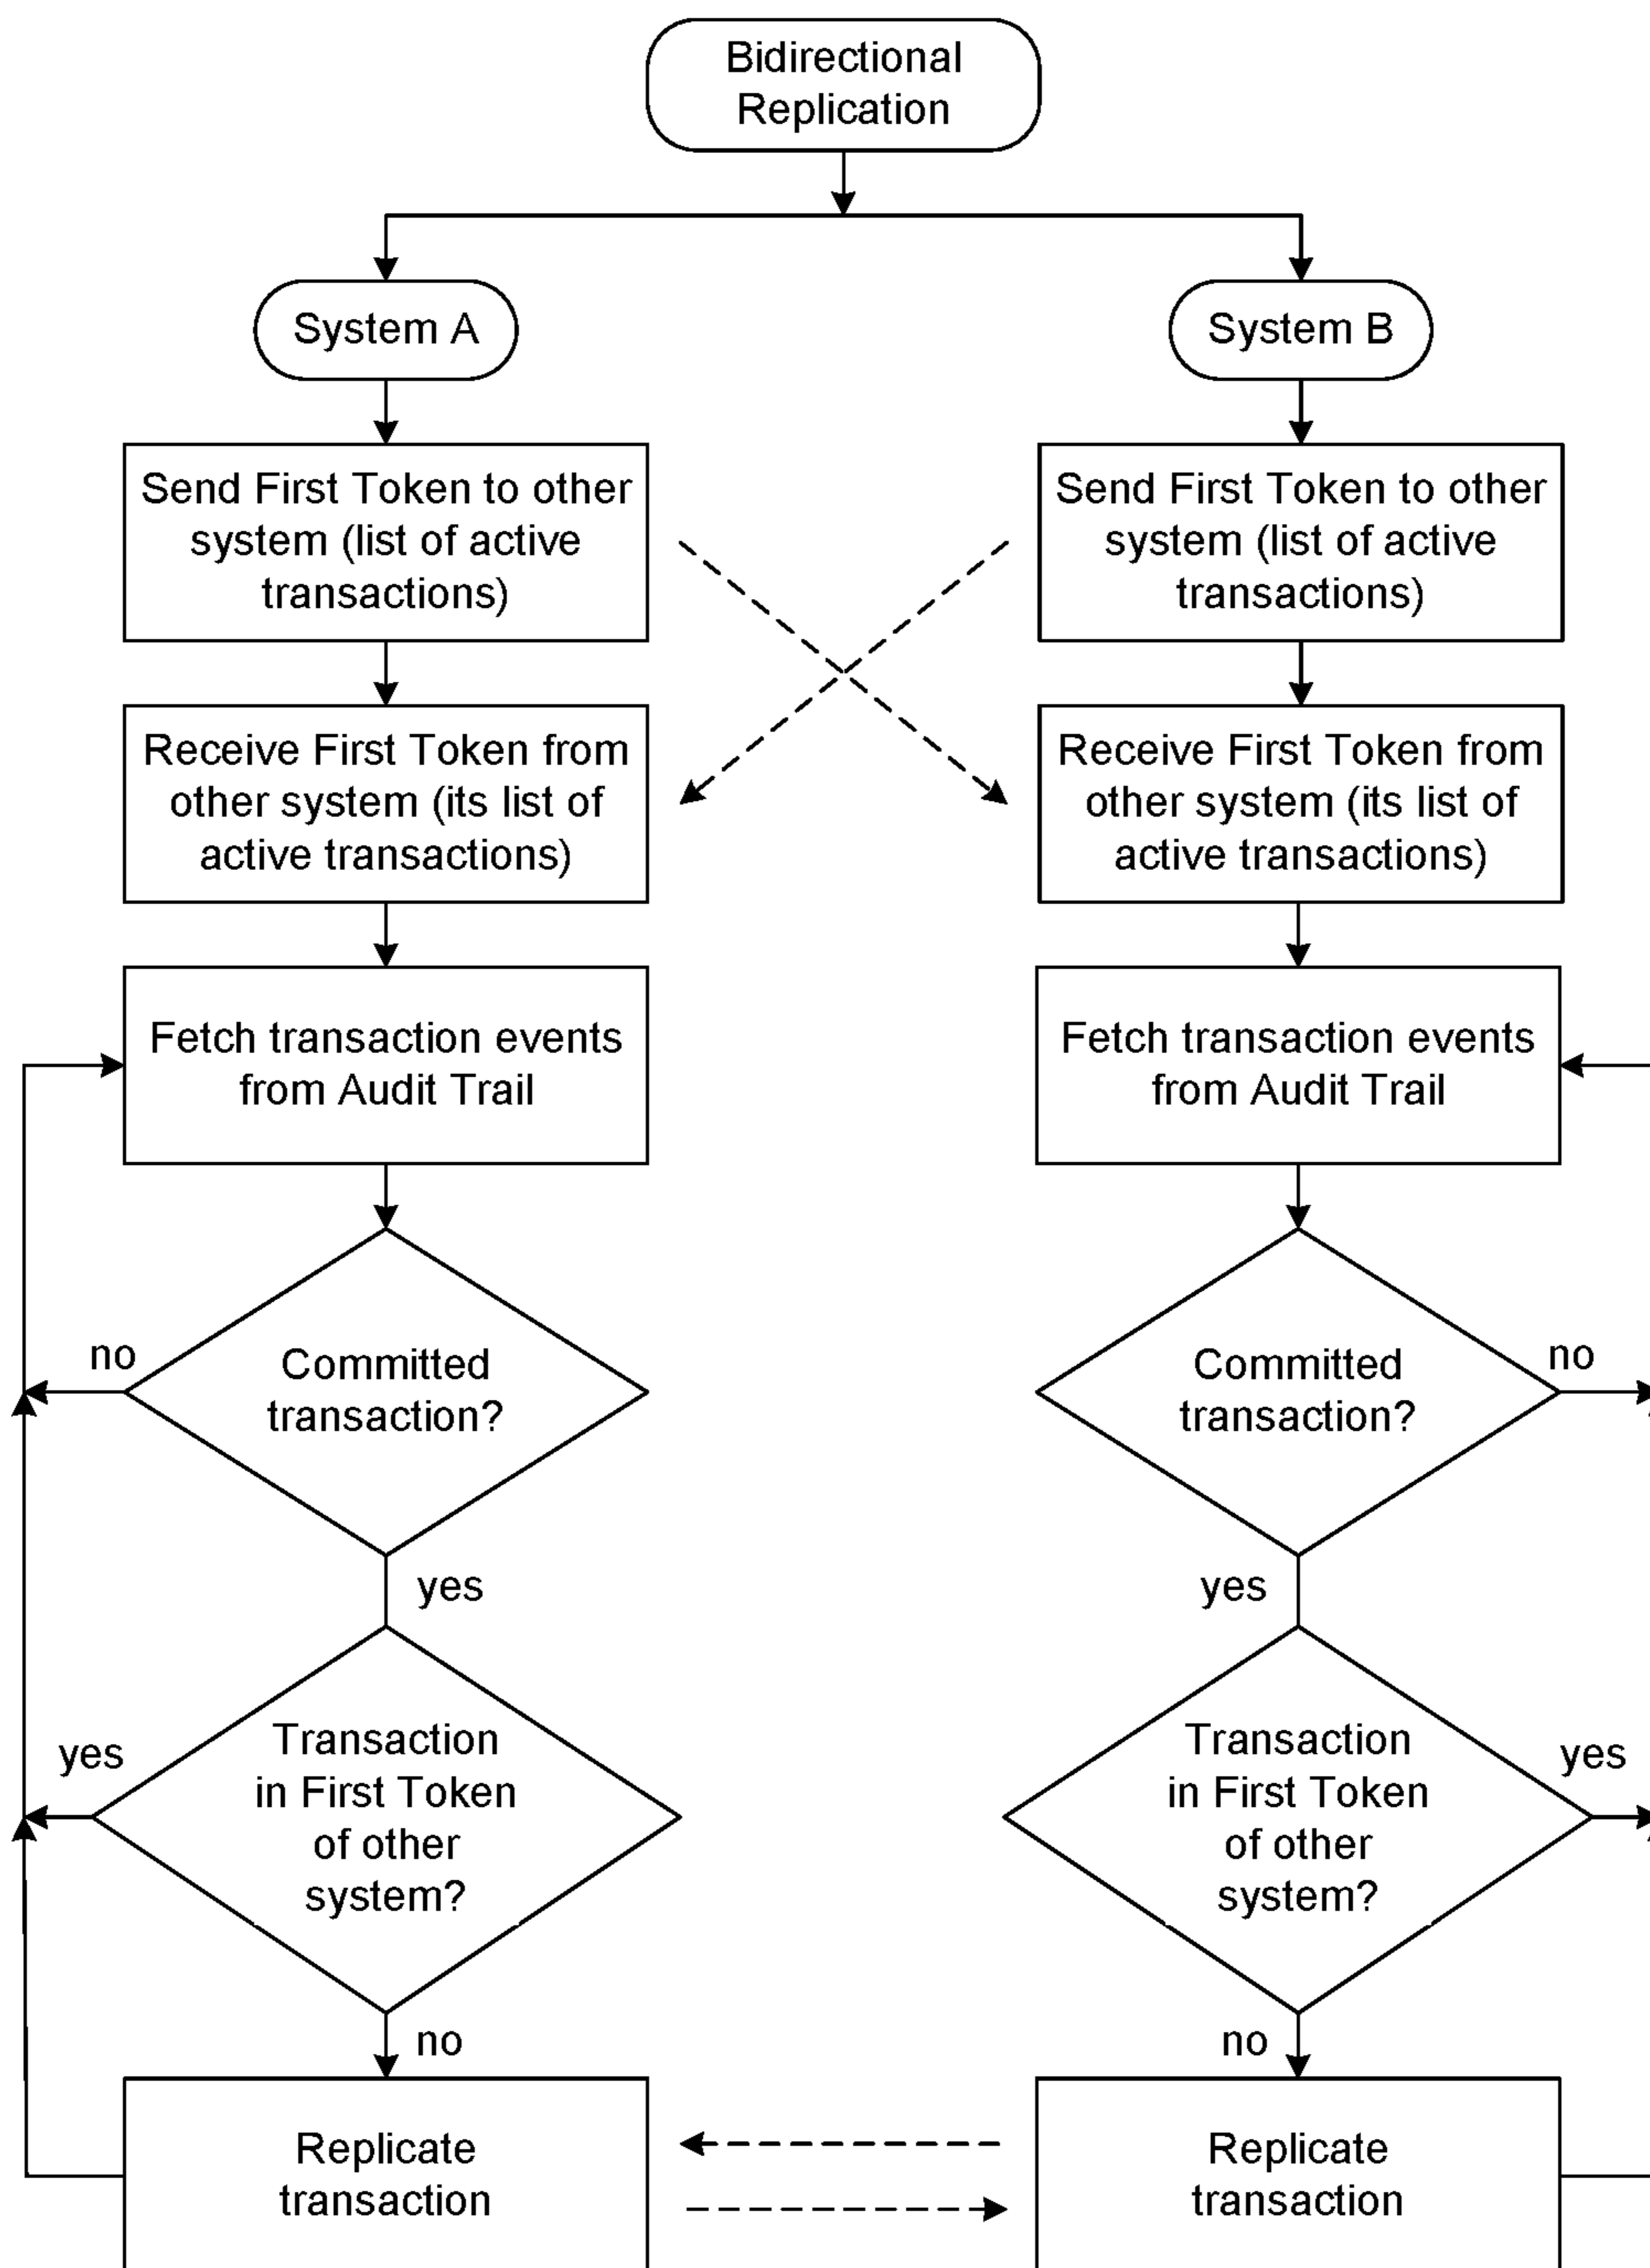 Bidirectional
Replication
System A
System B
Send First Token to other
system (list of active
transactions)
Send First Token to other
system (list of active
transactions)
Receive First Token from
other system (its list of
active transactions)
Receive First Token from
other system (its list of
active transactions)
Fetch transaction events
from Audit Trail
Fetch transaction events
from Audit Trail
no
Committed
transaction?
Committed
transaction?
no
yes
yes
yes
Transaction
in First Token
of other
system?
Transaction
in First Token
of other
system?
yes
no
no
Replicate
transaction
Replicate
transaction